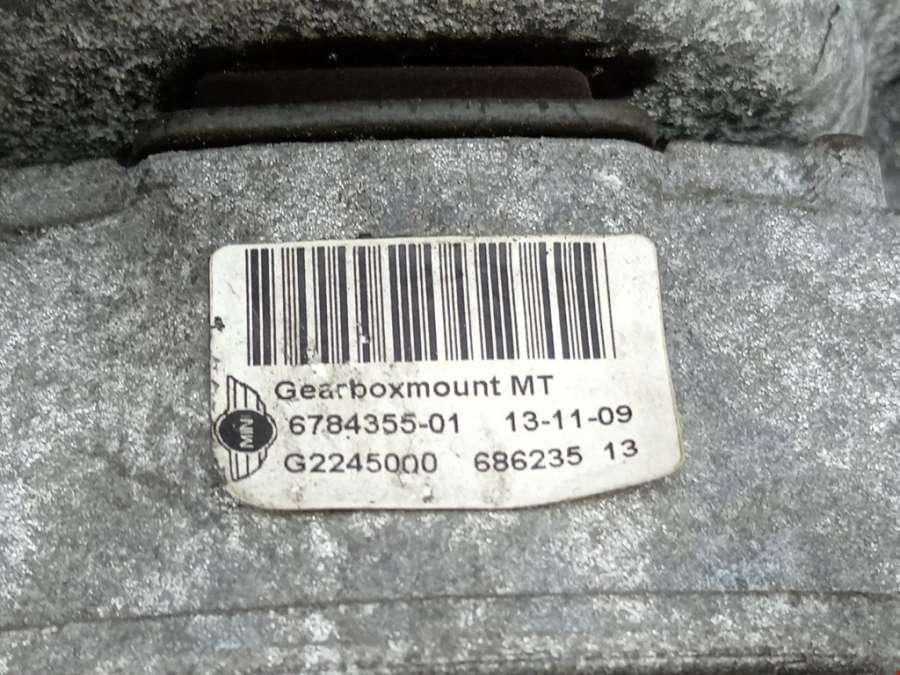 Gearboxmount MT
6784355-01 13-11-09
G2245000 686235 13
MINI